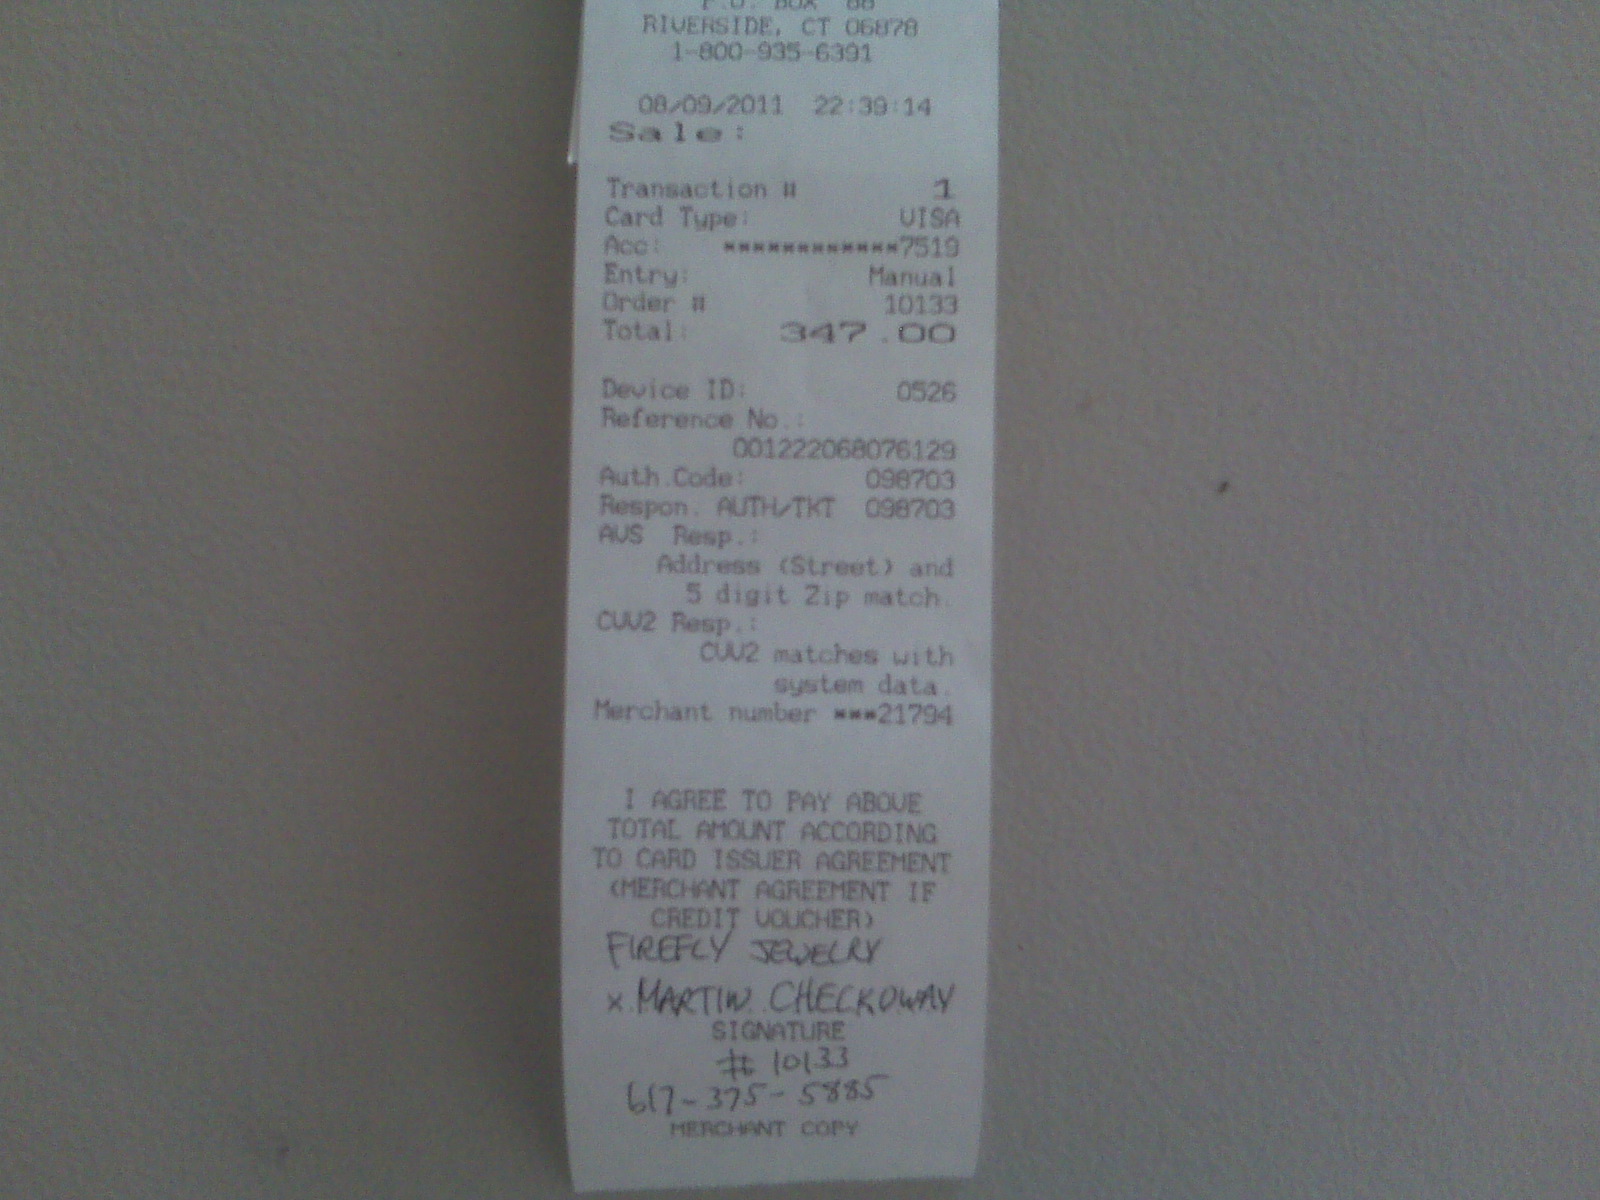 P.O. BOX 88
RIVERSIDE, CT 06878
1-800-935-6391
08/09/2011 22:39:14
Sale:
Transaction # 1
Card Type: VISA
Acc: ************7519
Entry: Manual
Order # 10133
Total: 347.00
Device ID: 0526
Reference No.:
001222068076129
Auth.Code: 098703
Respon. AUTH/TKT 098703
AVS Resp.:
Address (Street) and
5 digit Zip match.
CVV2 Resp.:
CVV2 matches with
system data.
Merchant number ***21794
I AGREE TO PAY ABOVE
TOTAL AMOUNT ACCORDING
TO CARD ISSUER AGREEMENT
(MERCHANT AGREEMENT IF
CREDIT VOUCHER)
FIREFLY JEWELRY
x MARTIN CHECKOWAY
SIGNATURE
# 10133
617-375-5885
MERCHANT COPY